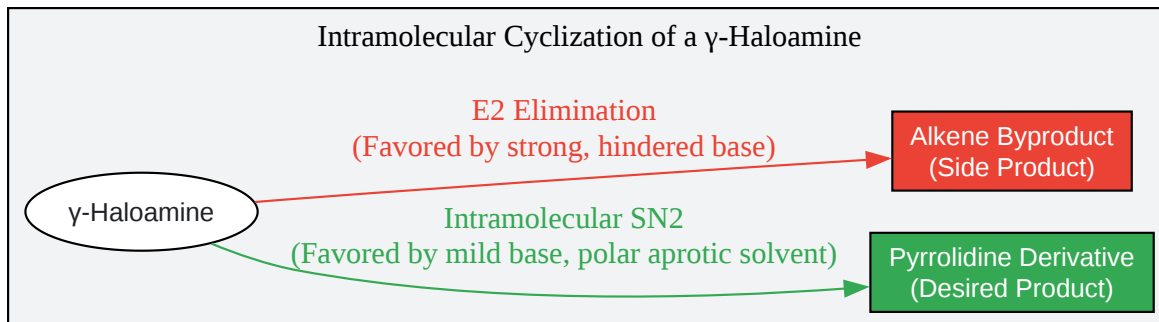 Intramolecular Cyclization of a γ-Haloamine
E2 Elimination
(Favored by strong, hindered base)
Alkene Byproduct
(Side Product)
γ-Haloamine
Intramolecular SN2
(Favored by mild base, polar aprotic solvent)
Pyrrolidine Derivative
(Desired Product)